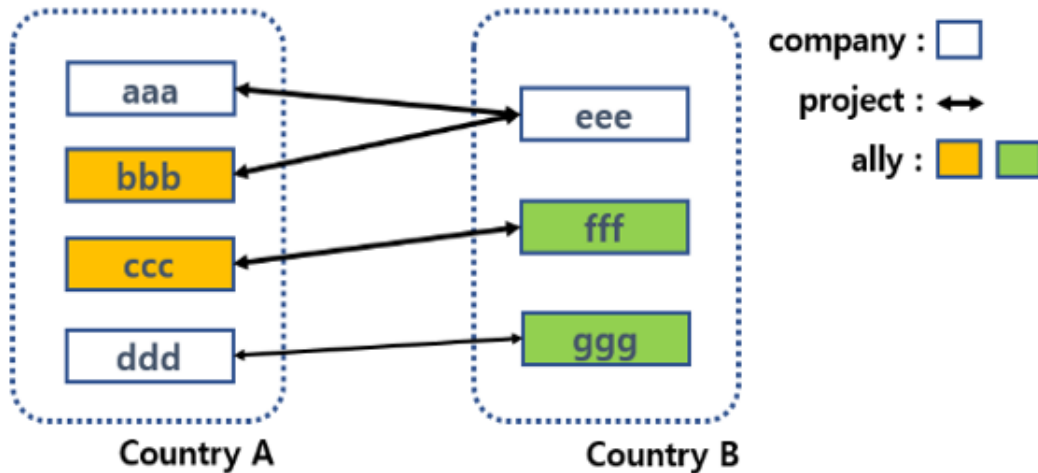 aaa
bbb
ccc
ddd
Country A
eee
fff
ggg
Country B
company :
project :
ally :